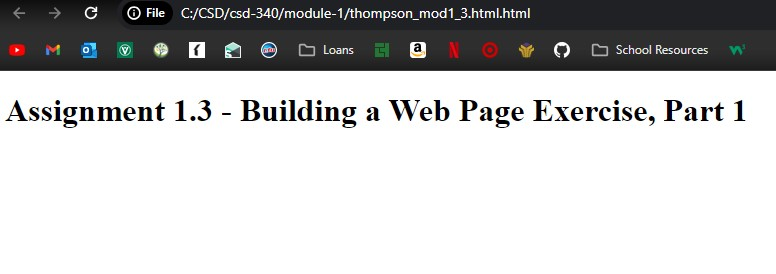 File C:/CSD/csd-340/module-1/thompson_mod1_3.html.html
Loans School Resources
Assignment 1.3 - Building a Web Page Exercise, Part 1